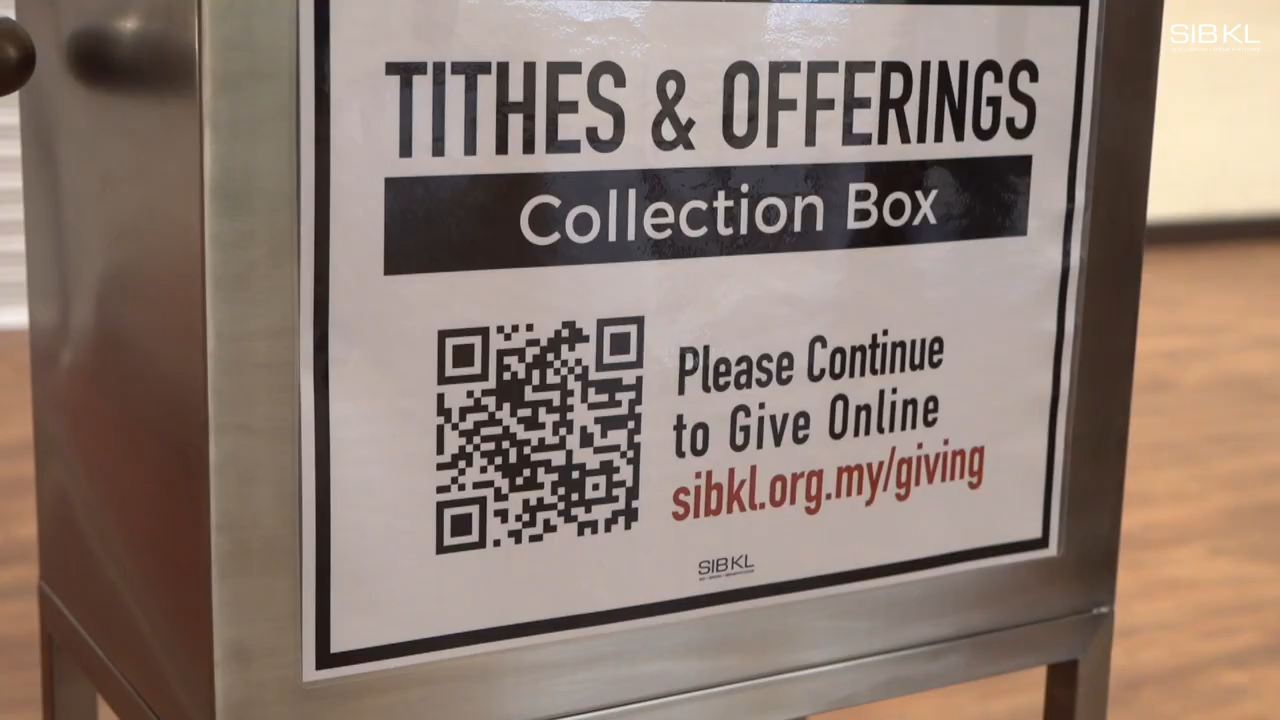 SIBKL
TITHES & OFFERINGS
Collection Box
Please Continue
to Give Online
sibkl.org.my/giving
SIBKL